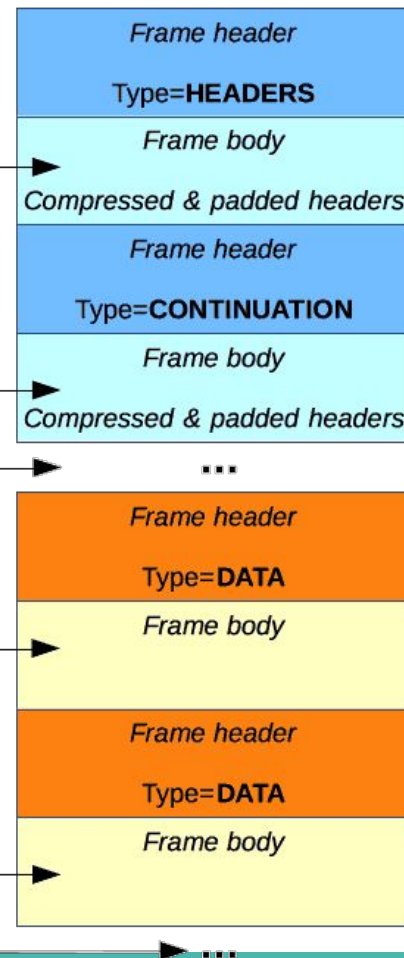 Frame header
Type=HEADERS
Frame body
Compressed & padded headers
Frame header
Type=CONTINUATION
Frame body
Compressed & padded headers
...
Frame header
Type=DATA
Frame body
Frame header
Type=DATA
Frame body
...